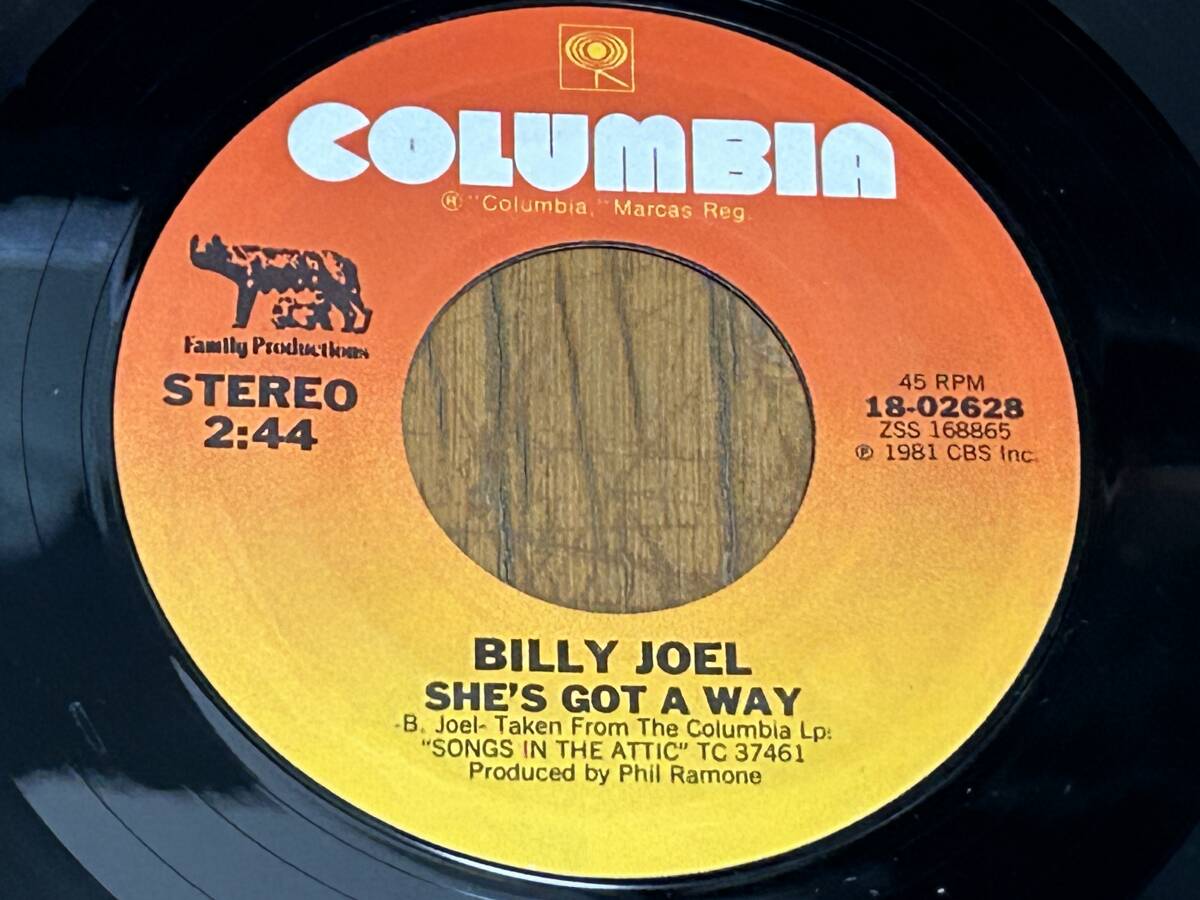 COLUMBIA
Ⓡ "Columbia," Marcas Reg.
Family Productions
STEREO
2:44
45 RPM
18-02628
ZSS 168865
℗ 1981 CBS Inc.
BILLY JOEL
SHE'S GOT A WAY
-B. Joel- Taken From The Columbia Lp:
"SONGS IN THE ATTIC" TC 37461
Produced by Phil Ramone